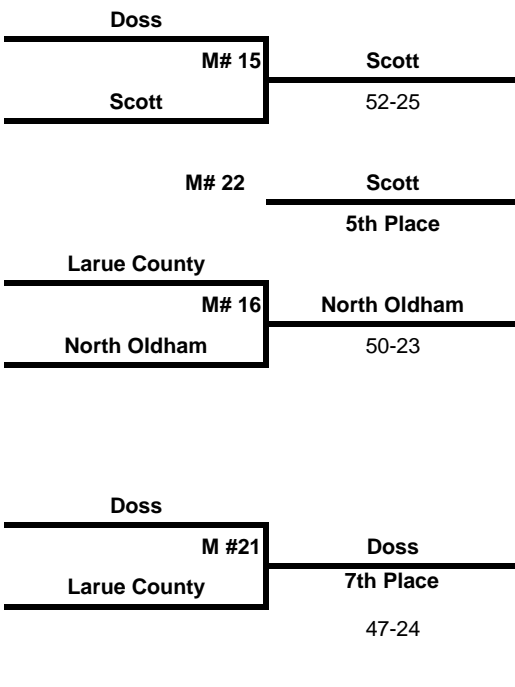 Doss
M# 15
Scott
Scott
52-25
M# 22
Scott
5th Place
Larue County
M# 16
North Oldham
North Oldham
50-23
Doss
M #21
Doss
Larue County
7th Place
47-24